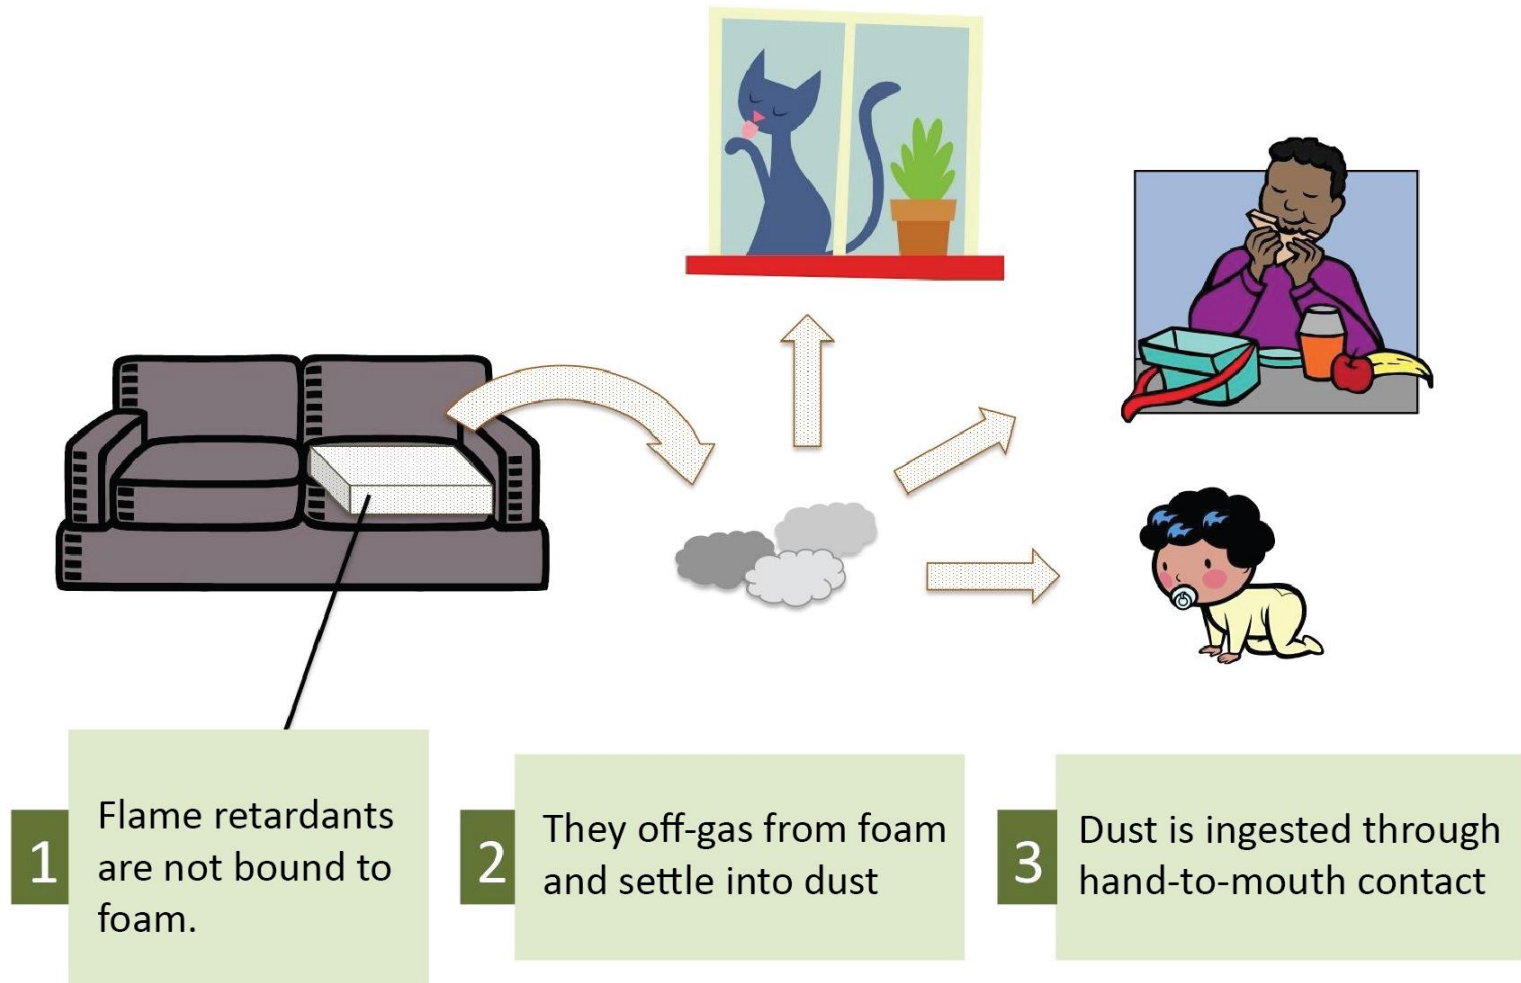 1
Flame retardants
are not bound to
foam.
2
They off-gas from foam
and settle into dust
3
Dust is ingested through
hand-to-mouth contact